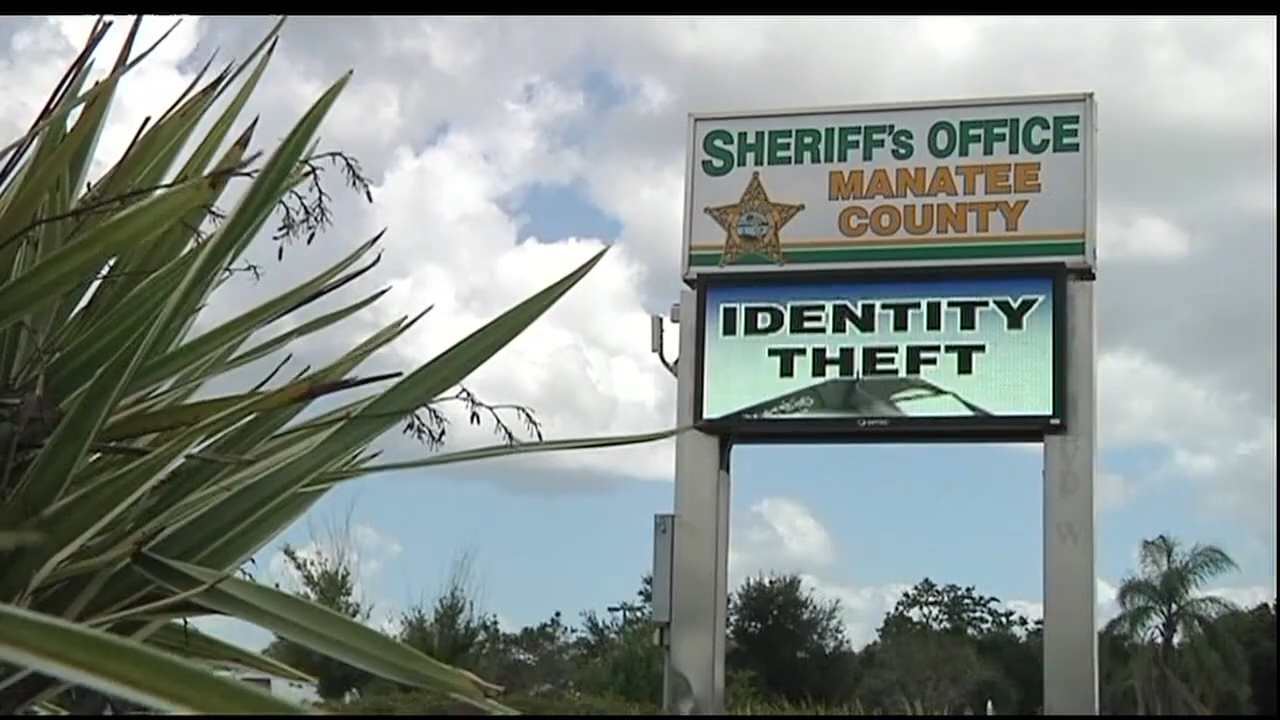 SHERIFF'S OFFICE
MANATEE
COUNTY
IDENTITY
THEFT